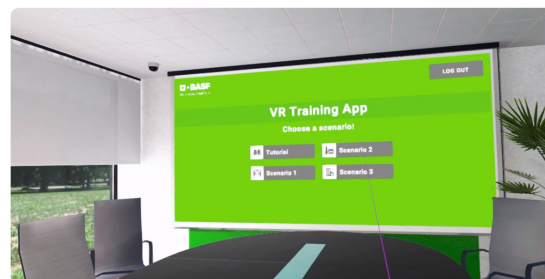 BASF
LOG OUT
VR Training App
Choose a scenario!
Tutorial
Scenario 2
Scenario 1
Scenario 3